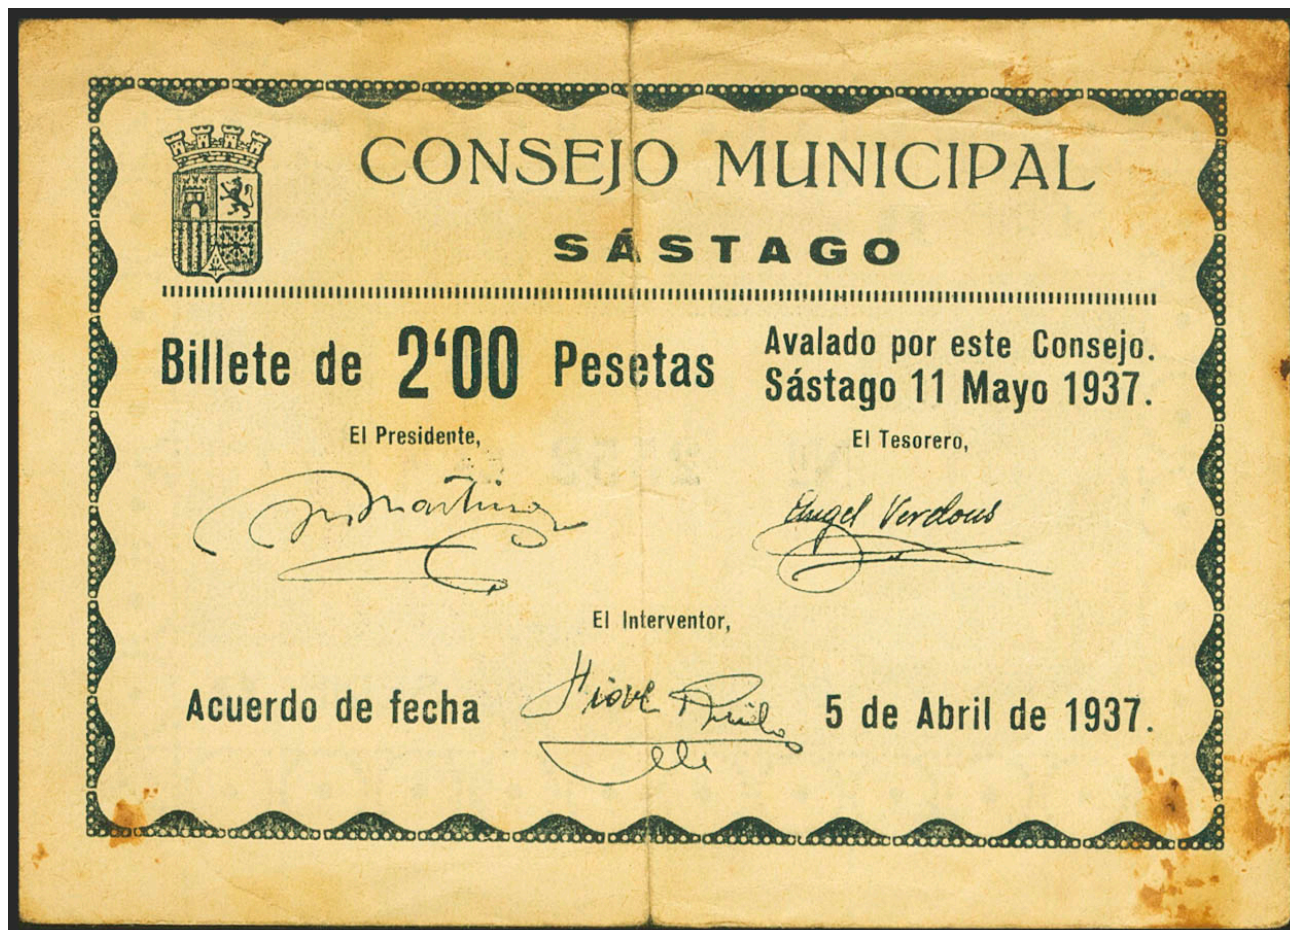 CONSEJO MUNICIPAL
SÁSTAGO
Billete de 2'00 Pesetas
Avalado por este Consejo.
Sástago 11 Mayo 1937.
El Presidente,
El Tesorero,
Angel Verdous
El Interventor,
Acuerdo de fecha 5 de Abril de 1937.